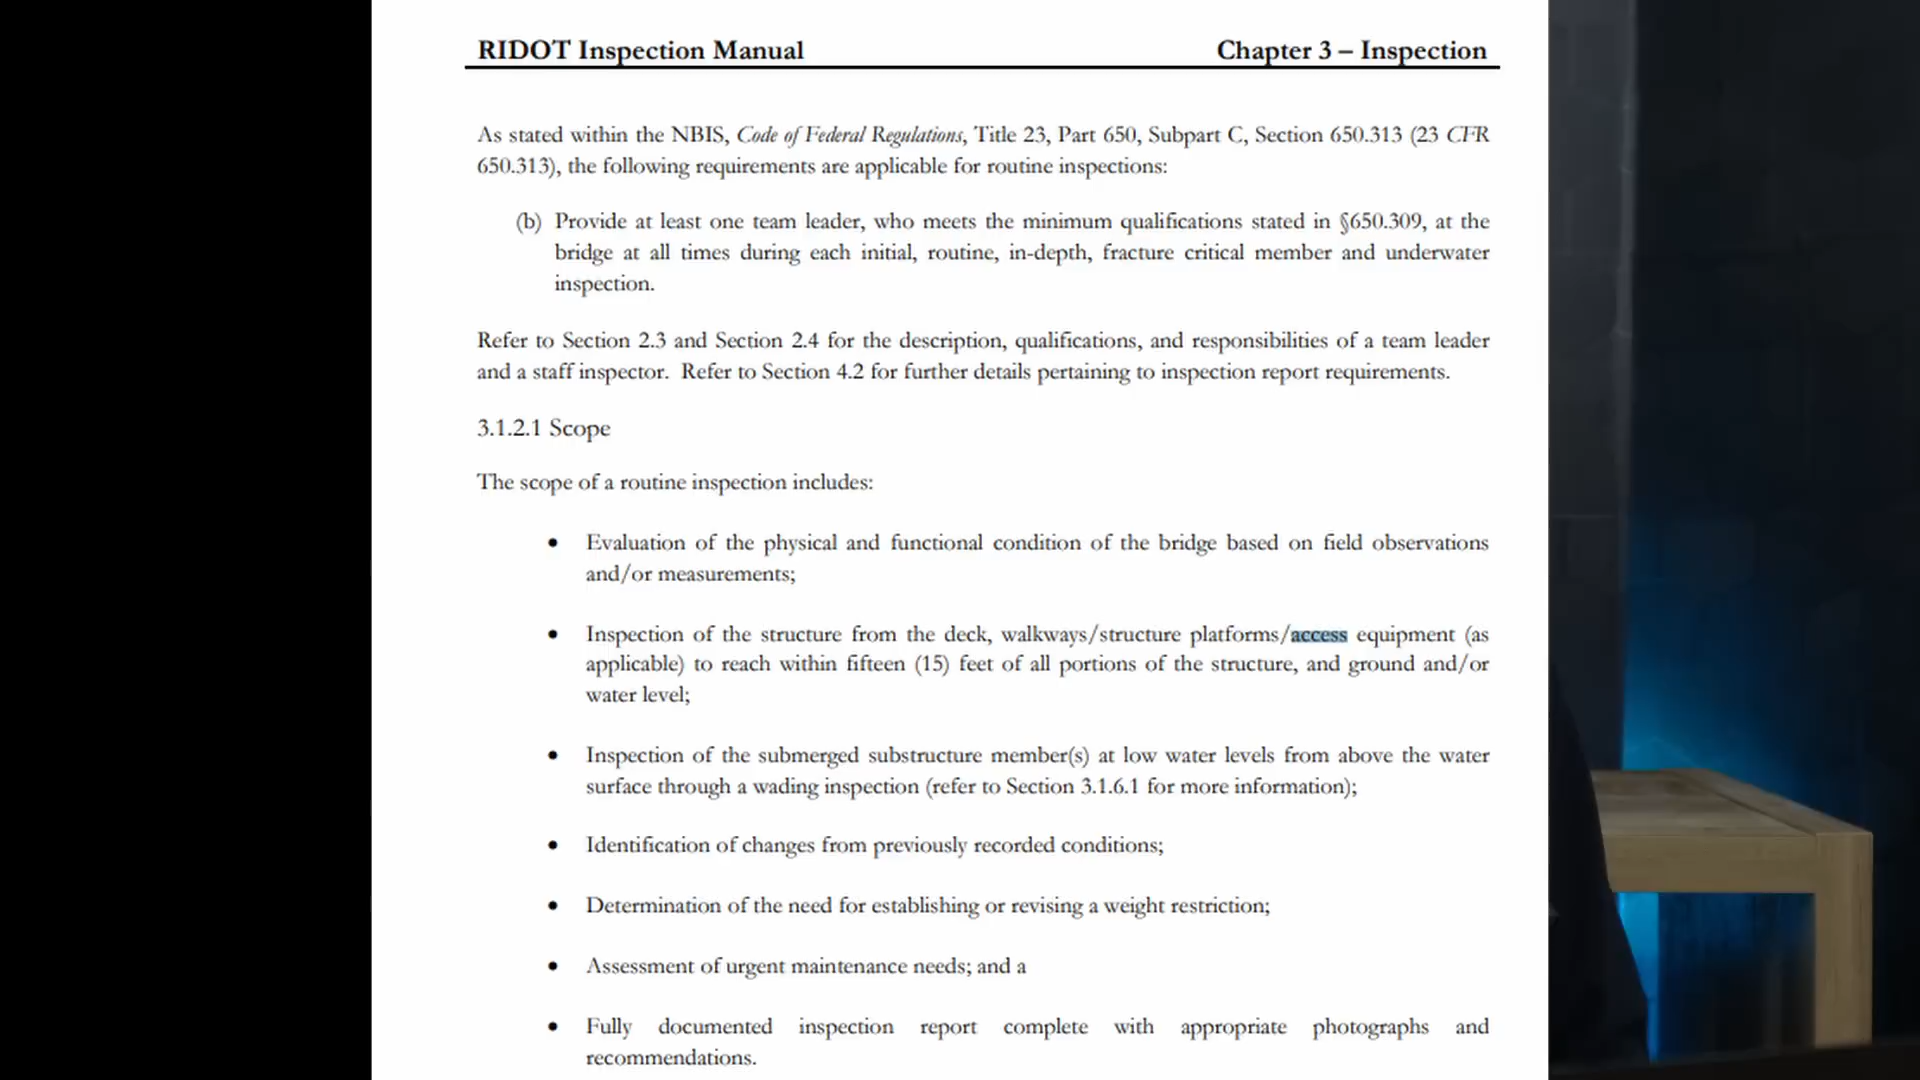 RIDOT Inspection Manual Chapter 3 – Inspection
As stated within the NBIS, Code of Federal Regulations, Title 23, Part 650, Subpart C, Section 650.313 (23 CFR
650.313), the following requirements are applicable for routine inspections:
(b) Provide at least one team leader, who meets the minimum qualifications stated in §650.309, at the
bridge at all times during each initial, routine, in-depth, fracture critical member and underwater
inspection.
Refer to Section 2.3 and Section 2.4 for the description, qualifications, and responsibilities of a team leader
and a staff inspector. Refer to Section 4.2 for further details pertaining to inspection report requirements.
3.1.2.1 Scope
The scope of a routine inspection includes:
• Evaluation of the physical and functional condition of the bridge based on field observations
and/or measurements;
• Inspection of the structure from the deck, walkways/structure platforms/access equipment (as
applicable) to reach within fifteen (15) feet of all portions of the structure, and ground and/or
water level;
• Inspection of the submerged substructure member(s) at low water levels from above the water
surface through a wading inspection (refer to Section 3.1.6.1 for more information);
• Identification of changes from previously recorded conditions;
• Determination of the need for establishing or revising a weight restriction;
• Assessment of urgent maintenance needs; and a
• Fully documented inspection report complete with appropriate photographs and
recommendations.